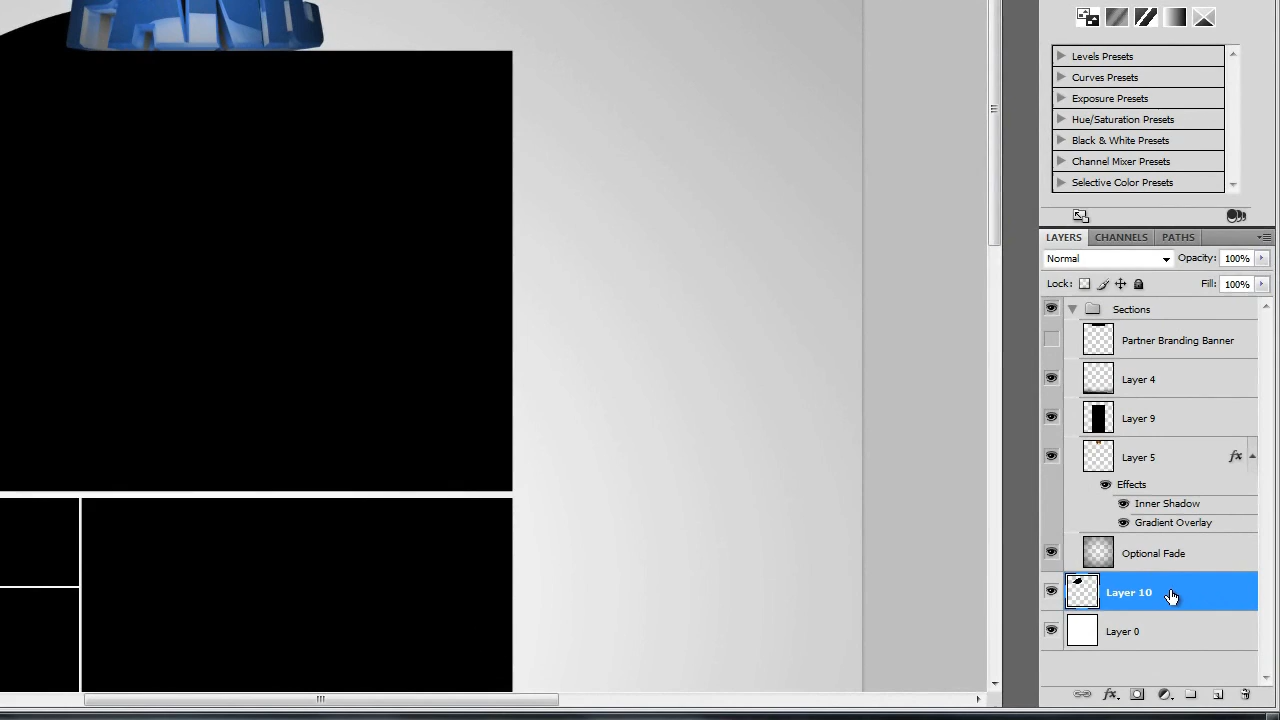 Levels Presets
Curves Presets
Exposure Presets
Hue/Saturation Presets
Black & White Presets
Channel Mixer Presets
Selective Color Presets
LAYERS CHANNELS PATHS
Normal Opacity: 100%
Lock: Fill: 100%
Sections
Partner Branding Banner
Layer 4
Layer 9
Layer 5 fx
Effects
Inner Shadow
Gradient Overlay
Optional Fade
Layer 10
Layer 0
fx